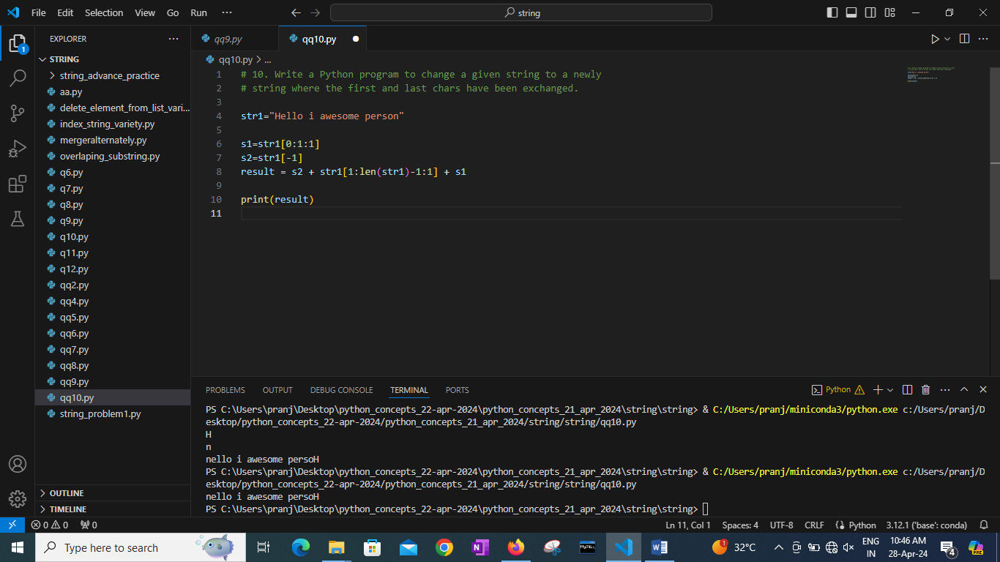 File Edit Selection View Go Run ... string
EXPLORER ...
STRING
string_advance_practice
aa.py
delete_element_from_list_vari...
index_string_variety.py
mergeralternately.py
overlaping_substring.py
q6.py
q7.py
q8.py
q9.py
q10.py
q11.py
q12.py
qq2.py
qq4.py
qq5.py
qq6.py
qq7.py
qq8.py
qq9.py
qq10.py
string_problem1.py
OUTLINE
TIMELINE
qq9.py qq10.py
qq10.py > ...
1 # 10. Write a Python program to change a given string to a newly
2 # string where the first and last chars have been exchanged.
3
4 str1="Hello i awesome person"
5
6 s1=str1[0:1:1]
7 s2=str1[-1]
8 result = s2 + str1[1:len(str1)-1:1] + s1
9
10 print(result)
11
PROBLEMS OUTPUT DEBUG CONSOLE TERMINAL PORTS Python
PS C:\Users\pranj\Desktop\python_concepts_22-apr-2024\python_concepts_21_apr_2024\string\string> & C:/Users/pranj/miniconda3/python.exe c:/Users/pranj/D
esktop/python_concepts_22-apr-2024/python_concepts_21_apr_2024/string/string/qq10.py
H
n
nello i awesome persoH
PS C:\Users\pranj\Desktop\python_concepts_22-apr-2024\python_concepts_21_apr_2024\string\string> & C:/Users/pranj/miniconda3/python.exe c:/Users/pranj/D
esktop/python_concepts_22-apr-2024/python_concepts_21_apr_2024/string/string/qq10.py
nello i awesome persoH
PS C:\Users\pranj\Desktop\python_concepts_22-apr-2024\python_concepts_21_apr_2024\string\string>
1
0 0 0 Ln 11, Col 1 Spaces: 4 UTF-8 CRLF Python 3.12.1 ('base': conda)
Type here to search
N
MySQL
W
1
32°C
ENG
IN
10:46 AM
28-Apr-24
4
PRE